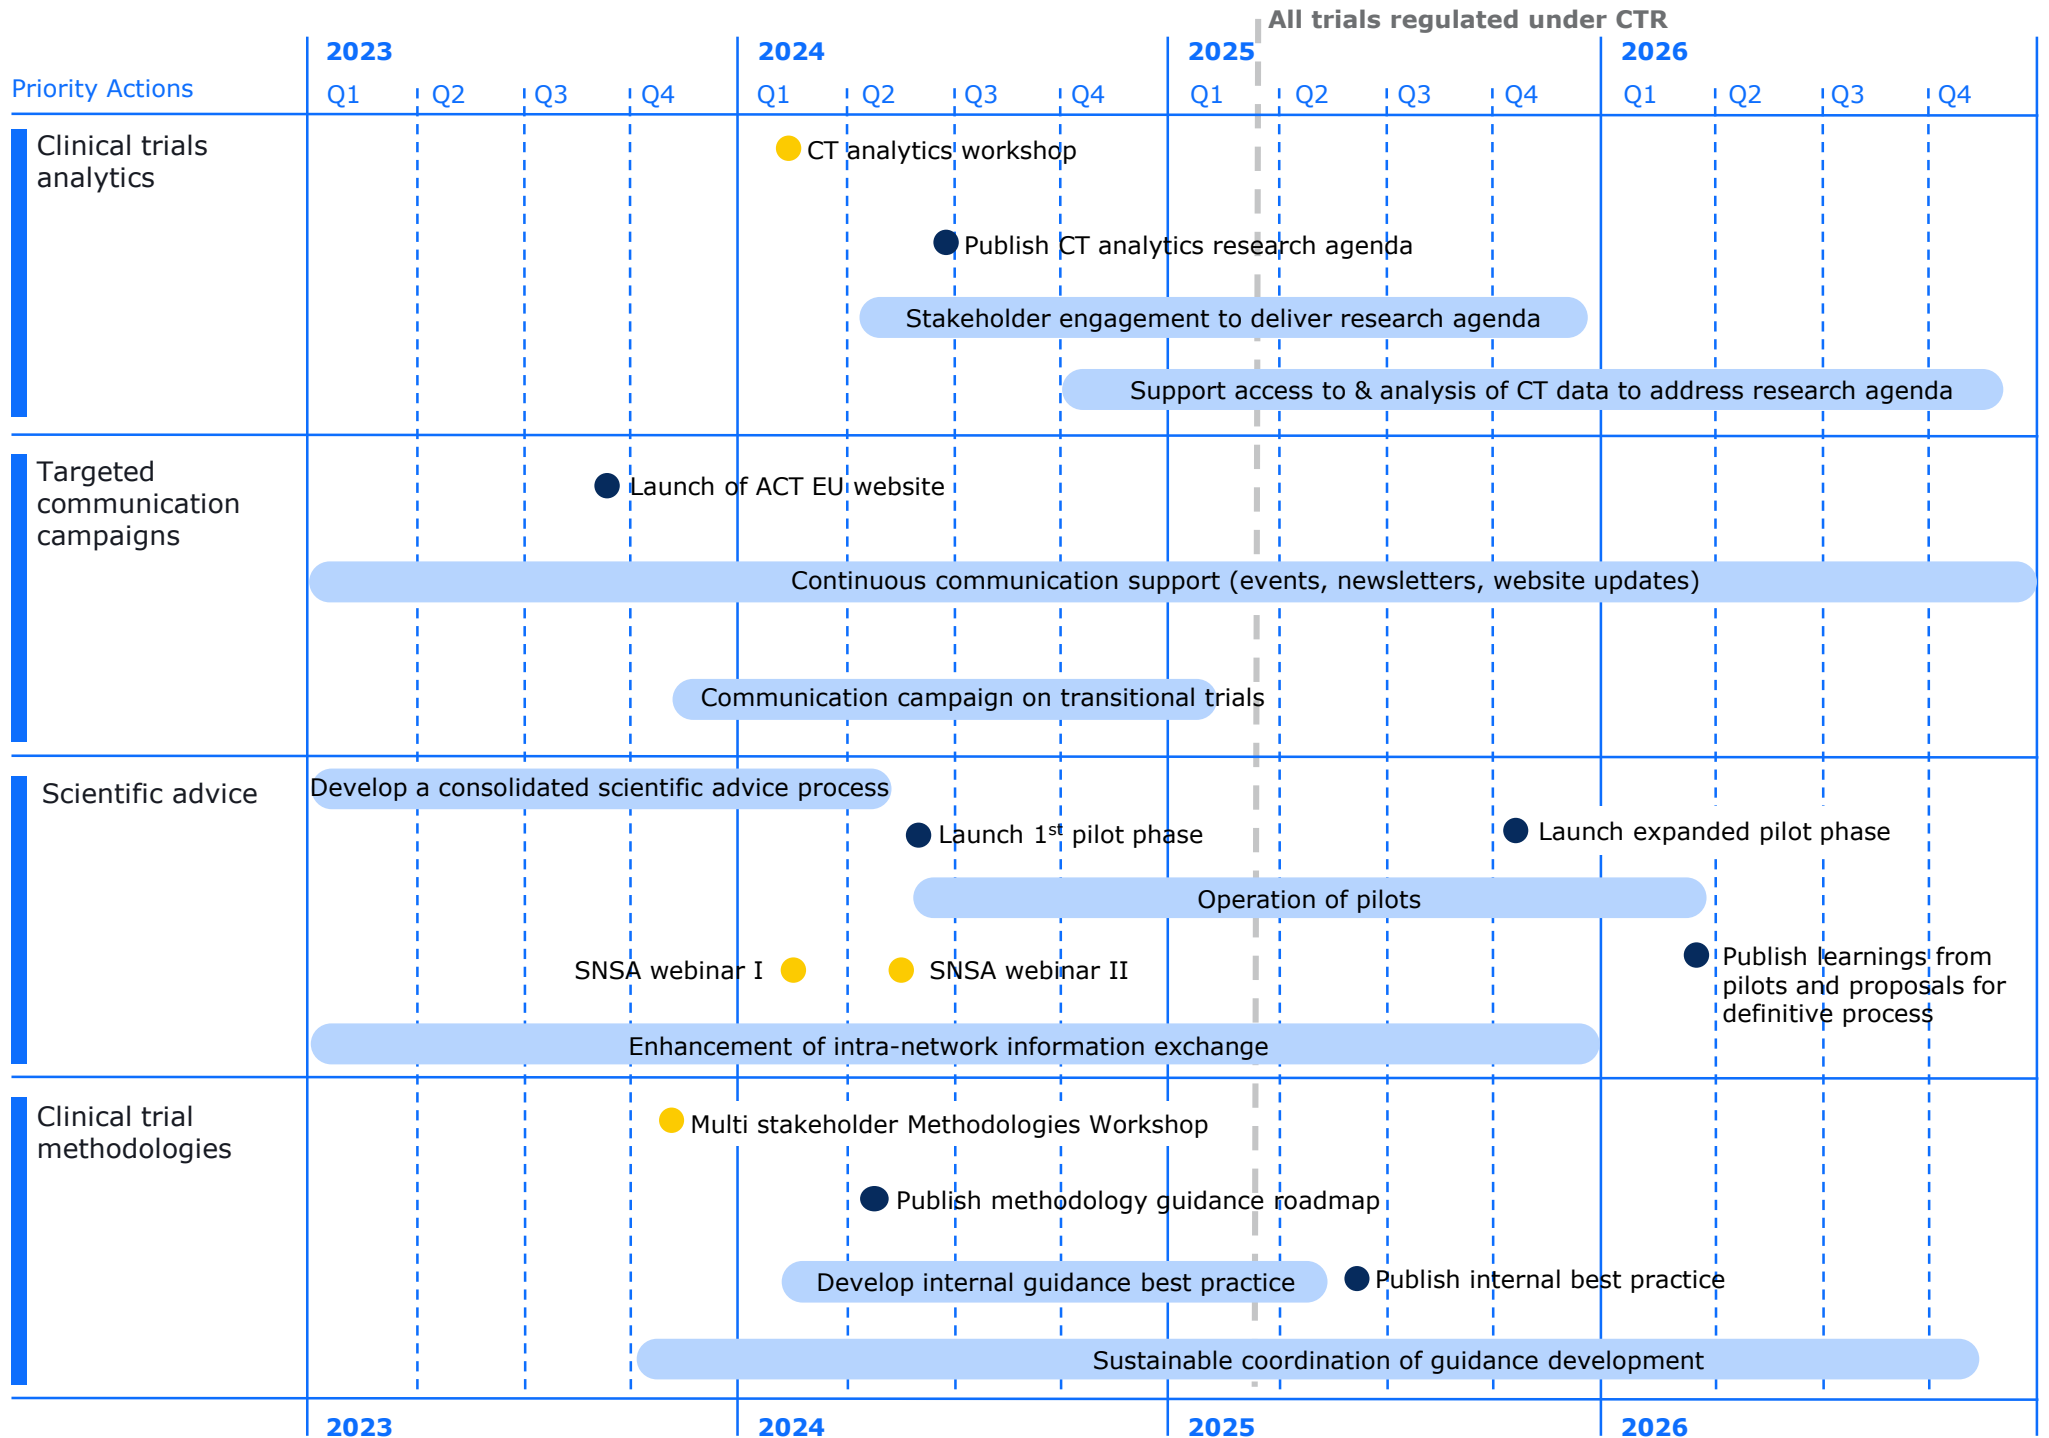 All trials regulated under CTR
2023
2024
2025
2026
Priority Actions
Q1
Q2
Q3
Q4
Q1
Q2
Q3
Q4
Q1
Q2
Q3
Q4
Q1
Q2
Q3
Q4
Clinical trials
analytics
CT analytics workshop
Publish CT analytics research agenda
Stakeholder engagement to deliver research agenda
Support access to & analysis of CT data to address research agenda
Targeted
communication
campaigns
Launch of ACT EU website
Continuous communication support (events, newsletters, website updates)
Communication campaign on transitional trials
Scientific advice
Develop a consolidated scientific advice process
Launch 1st pilot phase
Launch expanded pilot phase
Operation of pilots
SNSA webinar I
SNSA webinar II
Publish learnings from
pilots and proposals for
definitive process
Enhancement of intra-network information exchange
Clinical trial
methodologies
Multi stakeholder Methodologies Workshop
Publish methodology guidance roadmap
Develop internal guidance best practice
Publish internal best practice
Sustainable coordination of guidance development
2023
2024
2025
2026